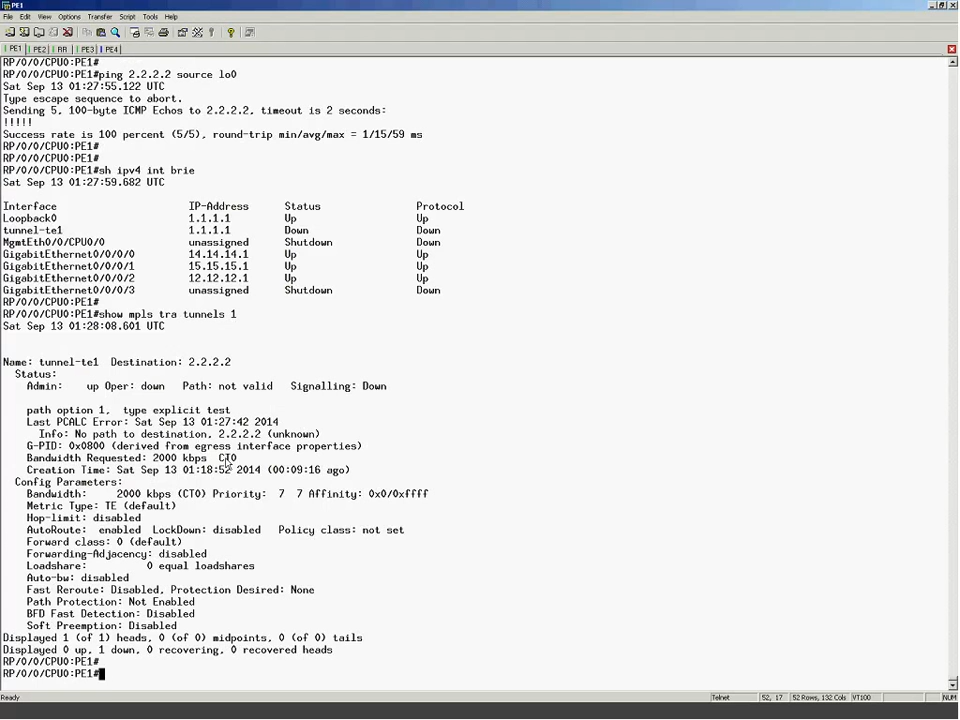 PE1
File Edit View Options Transfer Script Tools Help
PE1 PE2 RR PE3 PE4
RP/0/0/CPU0:PE1#
RP/0/0/CPU0:PE1#ping 2.2.2.2 source lo0
Sat Sep 13 01:27:55.122 UTC
Type escape sequence to abort.
Sending 5, 100-byte ICMP Echos to 2.2.2.2, timeout is 2 seconds:
!!!!!
Success rate is 100 percent (5/5), round-trip min/avg/max = 1/15/59 ms
RP/0/0/CPU0:PE1#
RP/0/0/CPU0:PE1#
RP/0/0/CPU0:PE1#sh ipv4 int brie
Sat Sep 13 01:27:59.682 UTC
Interface IP-Address Status Protocol
Loopback0 1.1.1.1 Up Up
tunnel-te1 1.1.1.1 Down Down
MgmtEth0/0/CPU0/0 unassigned Shutdown Down
GigabitEthernet0/0/0/0 14.14.14.1 Up Up
GigabitEthernet0/0/0/1 15.15.15.1 Up Up
GigabitEthernet0/0/0/2 12.12.12.1 Up Up
GigabitEthernet0/0/0/3 unassigned Shutdown Down
RP/0/0/CPU0:PE1#
RP/0/0/CPU0:PE1#show mpls tra tunnels 1
Sat Sep 13 01:28:08.601 UTC
Name: tunnel-te1 Destination: 2.2.2.2
Status:
Admin: up Oper: down Path: not valid Signalling: Down
path option 1, type explicit test
Last PCALC Error: Sat Sep 13 01:27:42 2014
Info: No path to destination, 2.2.2.2 (unknown)
G-PID: 0x0800 (derived from egress interface properties)
Bandwidth Requested: 2000 kbps CT0
Creation Time: Sat Sep 13 01:18:52 2014 (00:09:16 ago)
Config Parameters:
Bandwidth: 2000 kbps (CT0) Priority: 7 7 Affinity: 0x0/0xffff
Metric Type: TE (default)
Hop-limit: disabled
AutoRoute: enabled LockDown: disabled Policy class: not set
Forward class: 0 (default)
Forwarding-Adjacency: disabled
Loadshare: 0 equal loadshares
Auto-bw: disabled
Fast Reroute: Disabled, Protection Desired: None
Path Protection: Not Enabled
BFD Fast Detection: Disabled
Soft Preemption: Disabled
Displayed 1 (of 1) heads, 0 (of 0) midpoints, 0 (of 0) tails
Displayed 0 up, 1 down, 0 recovering, 0 recovered heads
RP/0/0/CPU0:PE1#
RP/0/0/CPU0:PE1#
Ready Telnet 52, 17 52 Rows, 132 Cols VT100 NUM